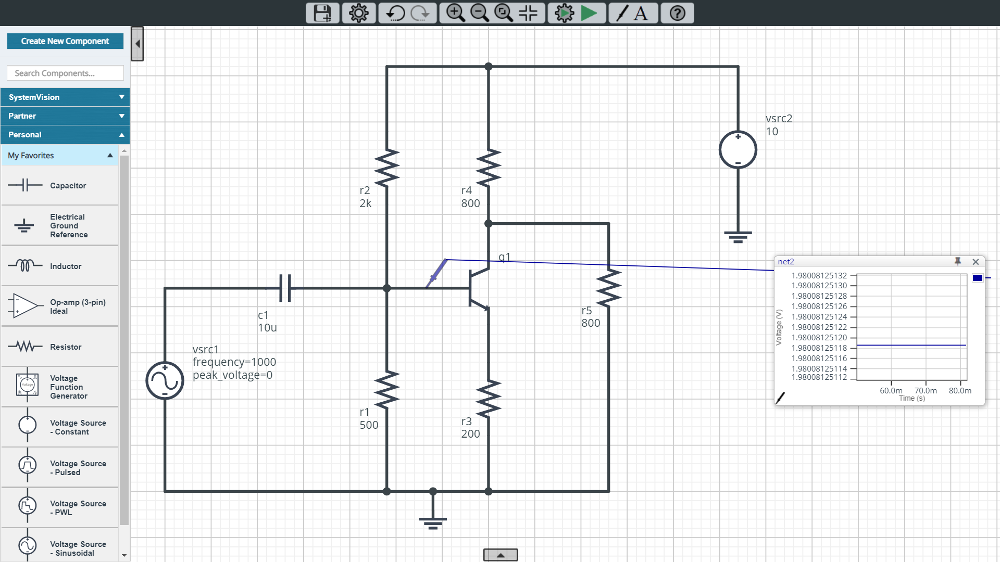 A
?
Create New Component
Search Components...
SystemVision
Partner
Personal
My Favorites
Capacitor
Electrical
Ground
Reference
Inductor
Op-amp (3-pin)
Ideal
Resistor
Voltage
Voltage
Function
Generator
Voltage Source
- Constant
Voltage Source
- Pulsed
Voltage Source
- PWL
Voltage Source
- Sinusoidal
vsrc2
10
r2
2k
r4
800
q1
c1
10u
r5
800
vsrc1
frequency=1000
peak_voltage=0
r1
500
r3
200
net2
1.98008125132
1.98008125130
1.98008125128
1.98008125126
1.98008125124
1.98008125122
1.98008125120
1.98008125118
1.98008125116
1.98008125114
1.98008125112
Voltage (V)
60.0m 70.0m 80.0m
Time (s)